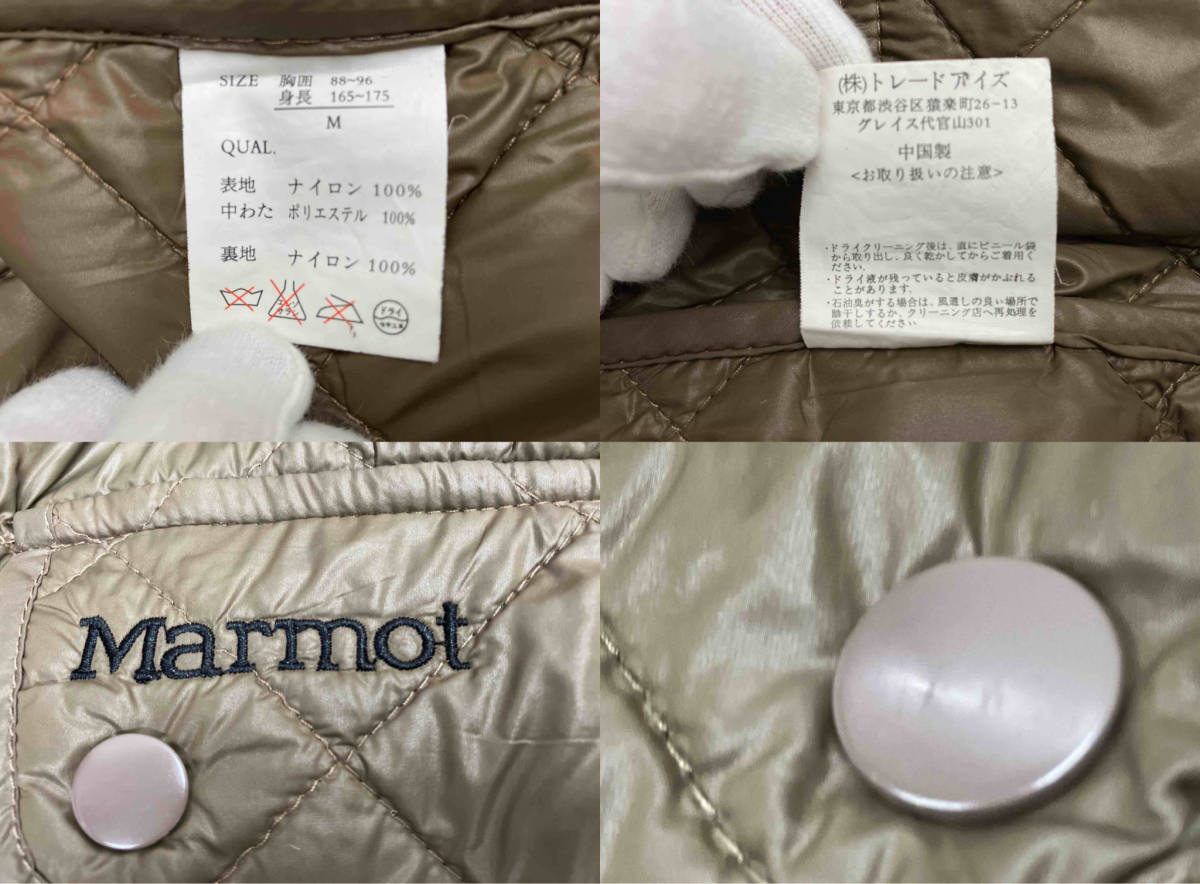 SIZE 胸囲 88~96
身長 165~175
M
QUAL.
表地 ナイロン 100%
中わた ポリエステル 100%
裏地 ナイロン 100%
ドライ
(株)トレードアイズ
東京都渋谷区猿楽町26-13
グレイス代官山301
中国製
<お取り扱いの注意>
・ドライクリーニング後は、直にビニール袋
から取り出し、良く乾かしてからご着用く
ださい。
・ドライ液が残っていると皮膚がかぶれる
ことがあります。
・石油臭がする場合は、風通しの良い場所で
陰干しするか、クリーニング店へ再処理を
依頼してください。
Marmot